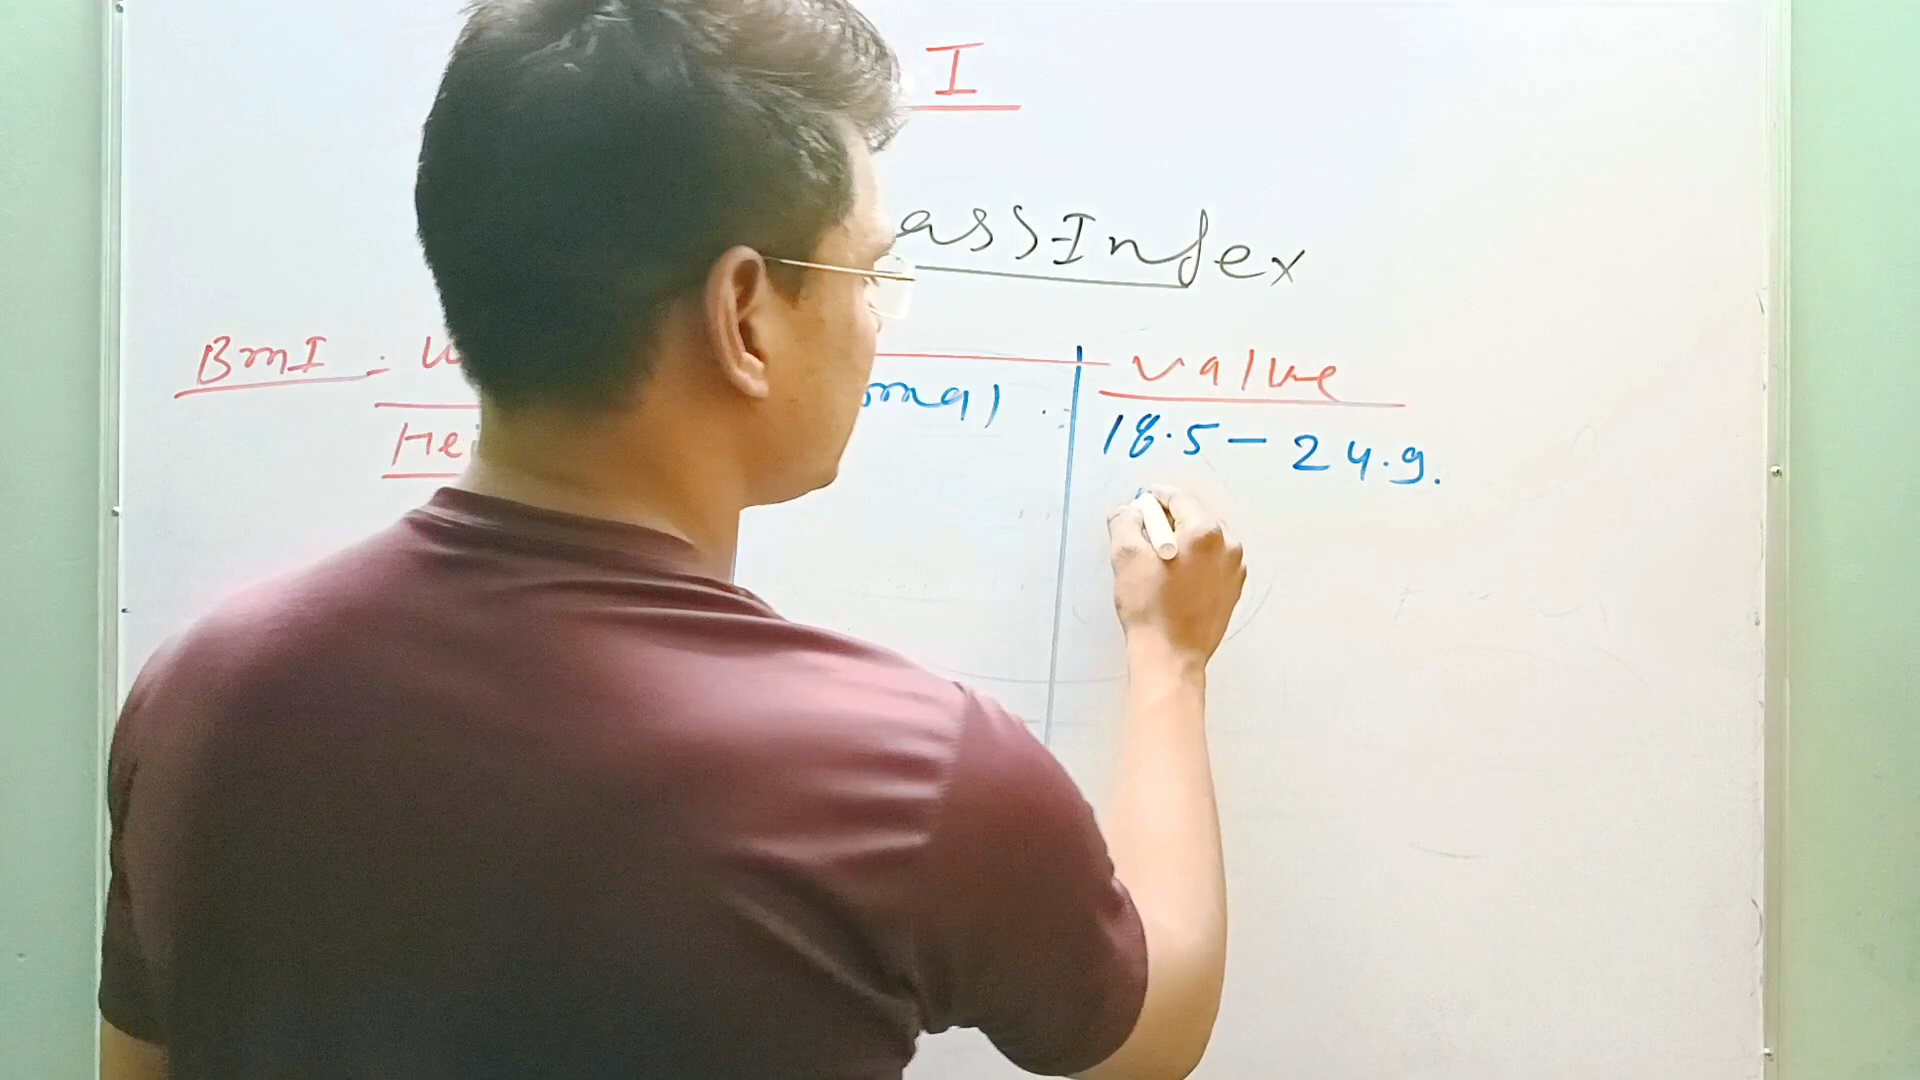 I
assIndex
BmI : W
value
Hei
mal :
18.5 - 24.9.